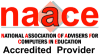 naace
NATIONAL ASSOCIATION OF ADVISERS FOR
COMPUTERS IN EDUCATION
Accredited Provider